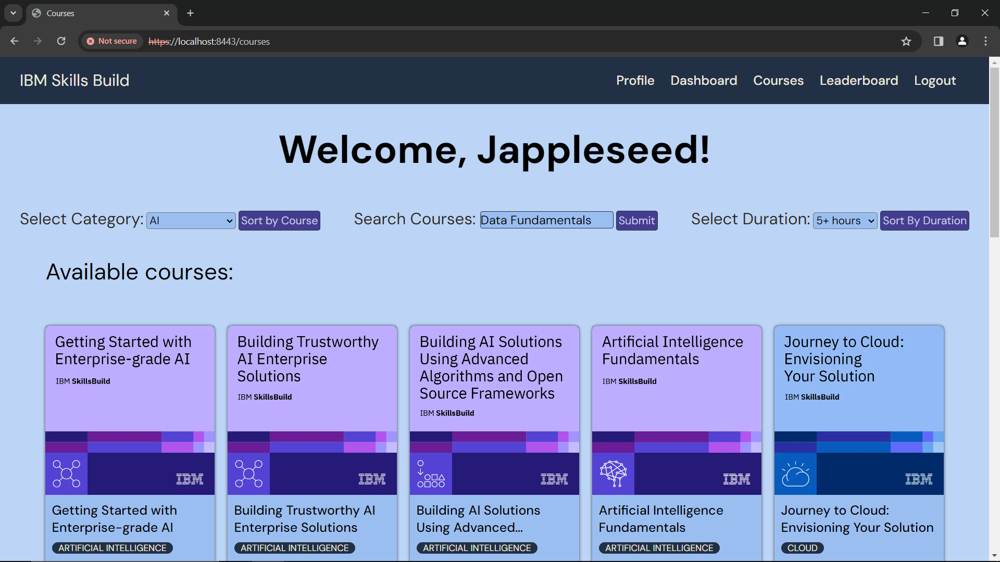 Courses
Not secure
https://localhost:8443/courses
IBM Skills Build
Profile Dashboard Courses Leaderboard Logout
Welcome, Jappleseed!
Select Category: AI Sort by Course Search Courses: Data Fundamentals Submit Select Duration: 5+ hours Sort By Duration
Available courses:
Getting Started with
Enterprise-grade AI
IBM SkillsBuild
IBM
Getting Started with
Enterprise-grade AI
ARTIFICIAL INTELLIGENCE
Building Trustworthy
AI Enterprise
Solutions
IBM SkillsBuild
IBM
Building Trustworthy AI
Enterprise Solutions
ARTIFICIAL INTELLIGENCE
Building AI Solutions
Using Advanced
Algorithms and Open
Source Frameworks
IBM SkillsBuild
IBM
Building AI Solutions
Using Advanced...
ARTIFICIAL INTELLIGENCE
Artificial Intelligence
Fundamentals
IBM SkillsBuild
IBM
Artificial Intelligence
Fundamentals
ARTIFICIAL INTELLIGENCE
Journey to Cloud:
Envisioning
Your Solution
IBM SkillsBuild
IBM
Journey to Cloud:
Envisioning Your Solution
CLOUD